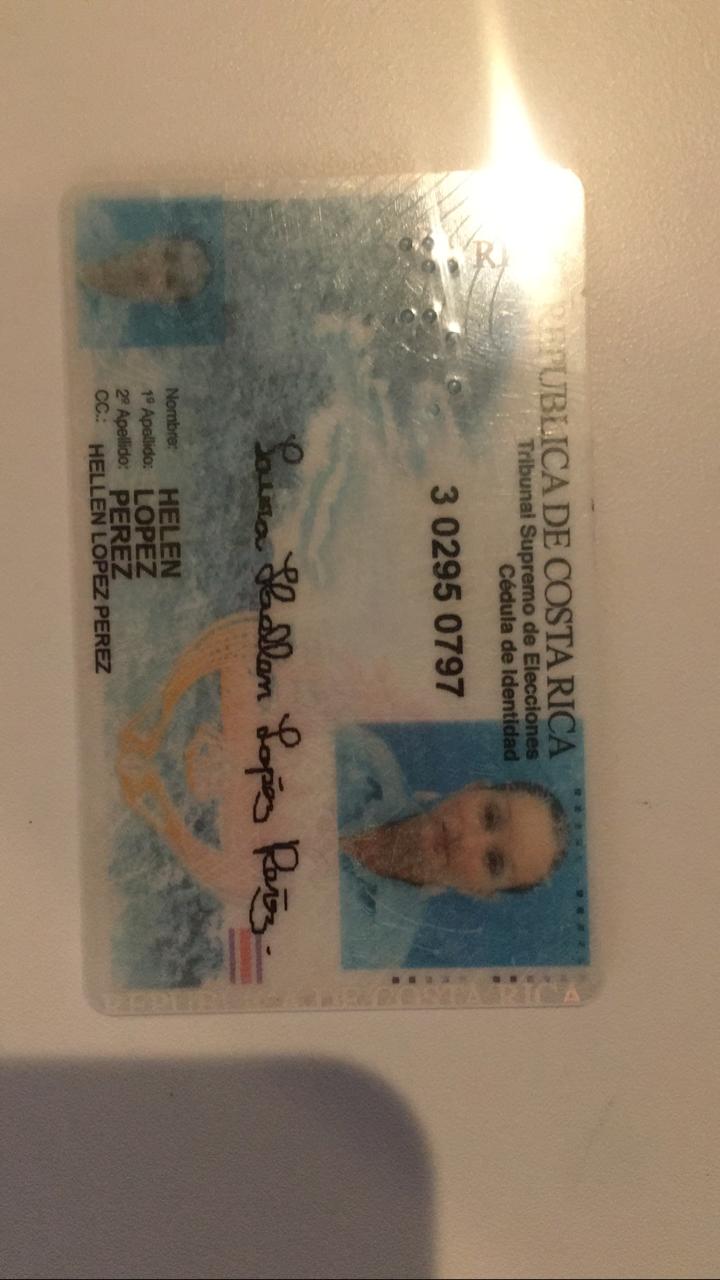 REPUBLICA DE COSTA RICA
Tribunal Supremo de Elecciones
Cédula de Identidad
3 0295 0797
López Pérez.
Nombre: HELEN
1º Apellido: LOPEZ
2º Apellido: PEREZ
CC.: HELLEN LOPEZ PEREZ
REPUBLICA DE COSTA RICA